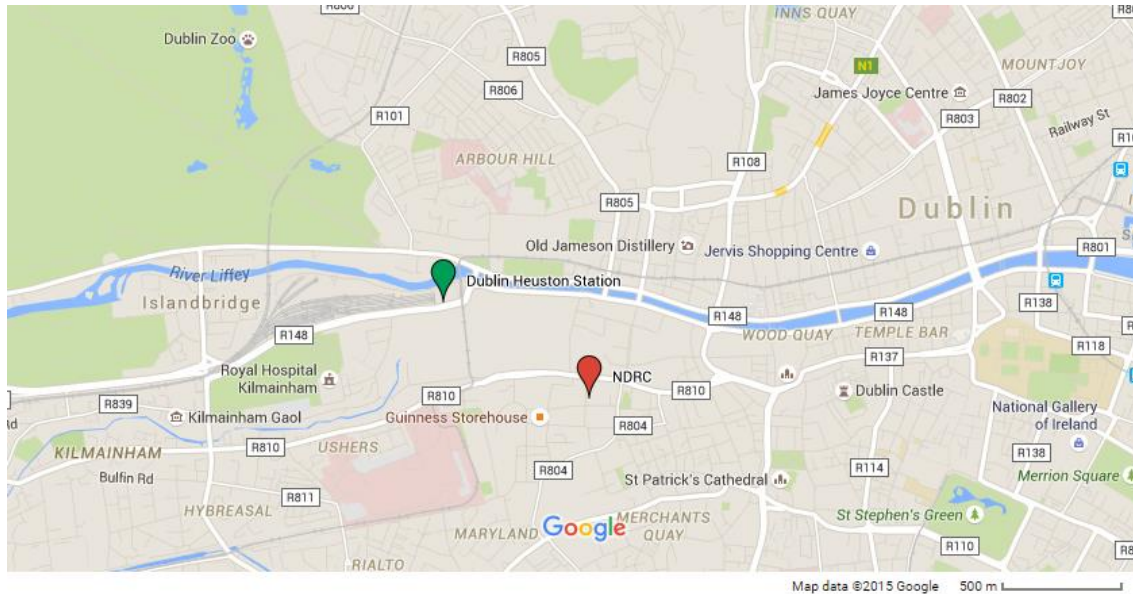 R806
INNS QUAY
Dublin Zoo
R805
N1
MOUNTJOY
R806
James Joyce Centre
R802
R101
R803
Railway St
ARBOUR HILL
R108
R805
Dublin
Old Jameson Distillery
Jervis Shopping Centre
R801
River Liffey
Dublin Heuston Station
Islandbridge
R138
R148
R148
R148
WOOD QUAY
TEMPLE BAR
R118
Royal Hospital
Kilmainham
NDRC
R137
R839
R810
R810
Dublin Castle
Kilmainham Gaol
Guinness Storehouse
National Gallery
of Ireland
R804
KILMAINHAM
R810
USHERS
R138
Bulfin Rd
R804
St Patrick's Cathedral
R114
Merrion Square
R811
HYBREASAL
Google
MERCHANTS
QUAY
St Stephen's Green
MARYLAND
R110
RIALTO
Map data ©2015 Google
500 m